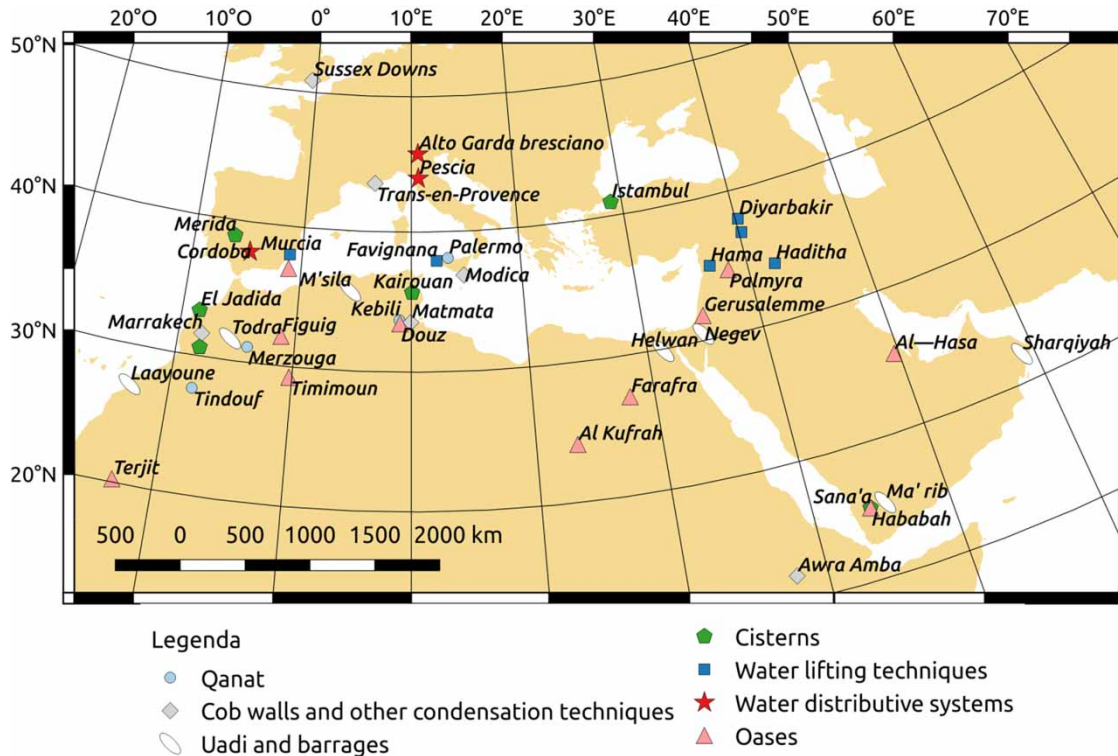 20°O 10°O 0° 10°E 20°E 30°E 40°E 50°E 60°E 70°E
50°N
Sussex Downs
Alto Garda bresciano
Pescia
40°N
Trans-en-Provence
Istambul
Diyarbakir
Merida
Cordoba
Murcia
Favignana
Palermo
Hama
Haditha
M'sila
Modica
Palmyra
El Jadida
Kairouan
Gerusalemme
Marrakech
Kebili
Matmata
30°N
Todra
Figuig
Douz
Helwan
Negev
Al—Hasa
Sharqiyah
Merzouga
Laayoune
Tindouf
Timimoun
Farafra
Al Kufrah
20°N
Terjit
Sana'a
Ma' rib
Hababah
500 0 500 1000 1500 2000 km
Awra Amba
Legenda
Qanat
Cob walls and other condensation techniques
Uadi and barrages
Cisterns
Water lifting techniques
Water distributive systems
Oases